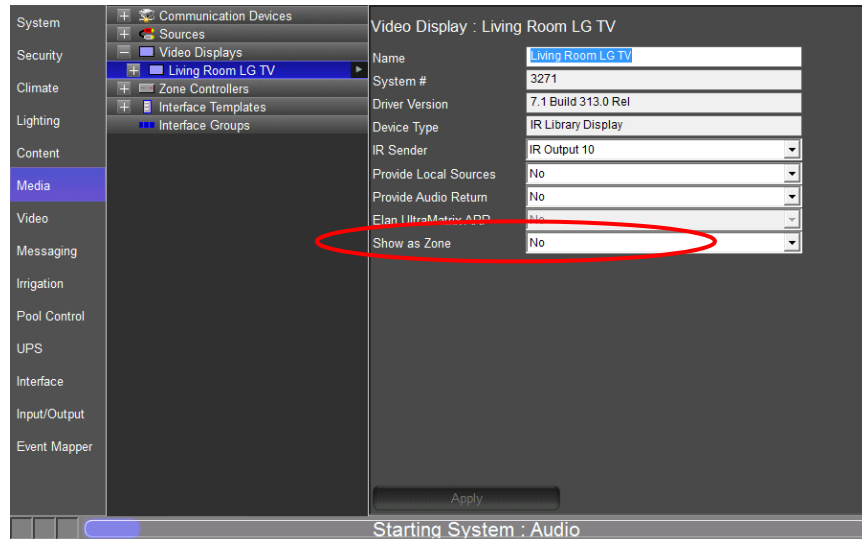 System
Security
Climate
Lighting
Content
Media
Video
Messaging
Irrigation
Pool Control
UPS
Interface
Input/Output
Event Mapper
Communication Devices
Sources
Video Displays
Living Room LG TV
Zone Controllers
Interface Templates
Interface Groups
Video Display : Living Room LG TV
Name Living Room LG TV
System # 3271
Driver Version 7.1 Build 313.0 Rel
Device Type IR Library Display
IR Sender IR Output 10
Provide Local Sources No
Provide Audio Return No
Elan UltraMatrix ARP No
Show as Zone No
Apply
Starting System : Audio